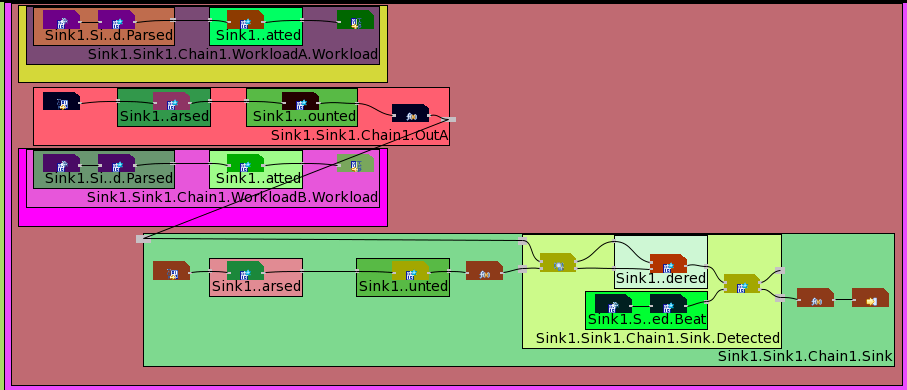 Sink1.Si..d.Parsed
Sink1..atted
Sink1.Sink1.Chain1.WorkloadA.Workload
Sink1..arsed
Sink1...ounted
Sink1.Sink1.Chain1.OutA
Sink1.Si..d.Parsed
Sink1..atted
Sink1.Sink1.Chain1.WorkloadB.Workload
Sink1..arsed
Sink1..unted
Sink1..dered
Sink1.S..ed.Beat
Sink1.Sink1.Chain1.Sink.Detected
Sink1.Sink1.Chain1.Sink